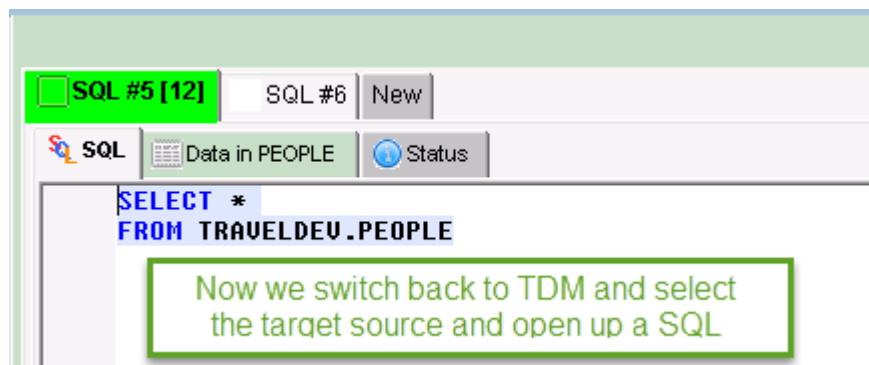 SQL #5 [12] SQL #6 New
SQL Data in PEOPLE Status
SELECT *
FROM TRAVELDEV.PEOPLE
Now we switch back to TDM and select
the target source and open up a SQL